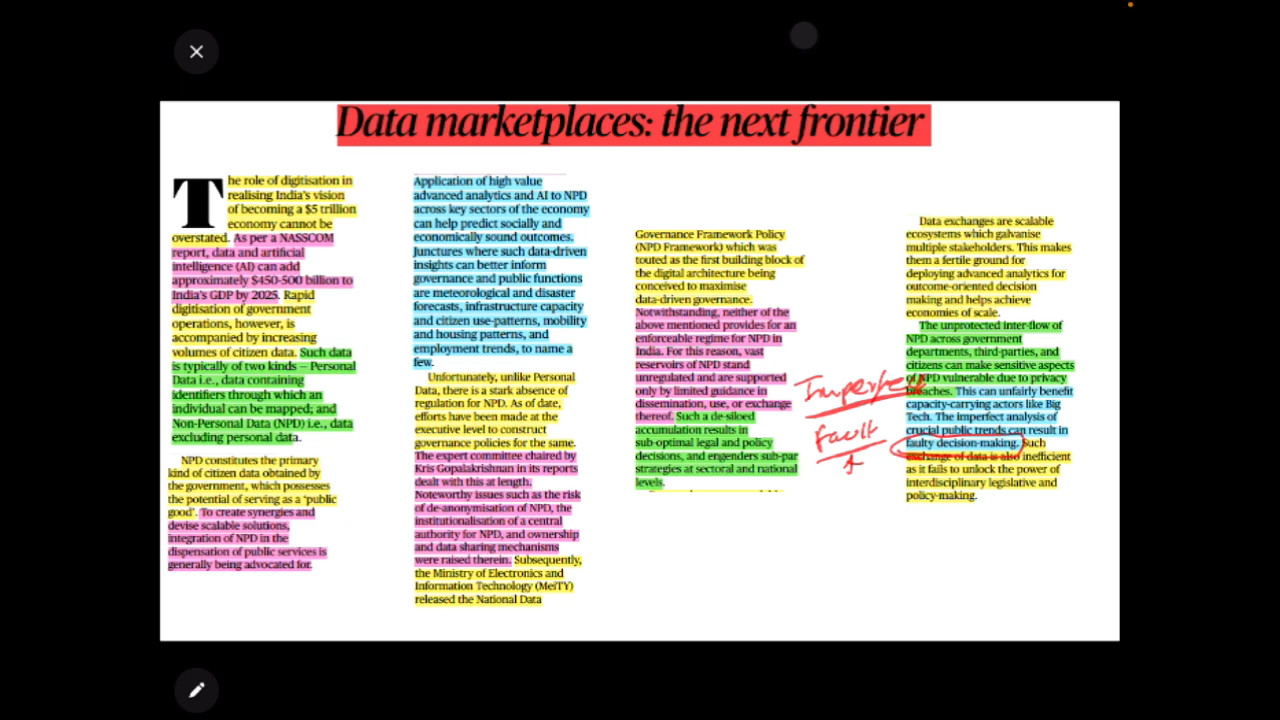 Data marketplaces: the next frontier
The role of digitisation in
realising India's vision
of becoming a $5 trillion
economy cannot be
overstated. As per a NASSCOM
report, data and artificial
intelligence (AI) can add
approximately $450-500 billion to
India's GDP by 2025. Rapid
digitisation of government
operations, however, is
accompanied by increasing
volumes of citizen data. Such data
is typically of two kinds — Personal
Data i.e., data containing
identifiers through which an
individual can be mapped; and
Non-Personal Data (NPD) i.e., data
excluding personal data.
NPD constitutes the primary
kind of citizen data obtained by
the government, which possesses
the potential of serving as a 'public
good'. To create synergies and
devise scalable solutions,
integration of NPD in the
dispensation of public services is
generally being advocated for.
Application of high value
advanced analytics and AI to NPD
across key sectors of the economy
can help predict socially and
economically sound outcomes.
Junctures where such data-driven
insights can better inform
governance and public functions
are meteorological and disaster
forecasts, infrastructure capacity
and citizen use-patterns, mobility
and housing patterns, and
employment trends, to name a
few.
Unfortunately, unlike Personal
Data, there is a stark absence of
regulation for NPD. As of date,
efforts have been made at the
executive level to construct
governance policies for the same.
The expert committee chaired by
Kris Gopalakrishnan in its reports
dealt with this at length.
Noteworthy issues such as the risk
of de-anonymisation of NPD, the
institutionalisation of a central
authority for NPD, and ownership
and data sharing mechanisms
were raised therein. Subsequently,
the Ministry of Electronics and
Information Technology (MeiTY)
released the National Data
Governance Framework Policy
(NPD Framework) which was
touted as the first building block of
the digital architecture being
conceived to maximise
data-driven governance.
Notwithstanding, neither of the
above mentioned provides for an
enforceable regime for NPD in
India. For this reason, vast
reservoirs of NPD stand
unregulated and are supported
only by limited guidance in
dissemination, use, or exchange
thereof. Such a de-siloed
accumulation results in
sub-optimal legal and policy
decisions, and engenders sub-par
strategies at sectoral and national
levels.
Imperfect
fault
Data exchanges are scalable
ecosystems which galvanise
multiple stakeholders. This makes
them a fertile ground for
deploying advanced analytics for
outcome-oriented decision
making and helps achieve
economies of scale.
The unprotected inter-flow of
NPD across government
departments, third-parties, and
citizens can make sensitive aspects
of NPD vulnerable due to privacy
breaches. This can unfairly benefit
capacity-carrying actors like Big
Tech. The imperfect analysis of
crucial public trends can result in
faulty decision-making. Such
exchange of data is also inefficient
as it fails to unlock the power of
interdisciplinary legislative and
policy-making.